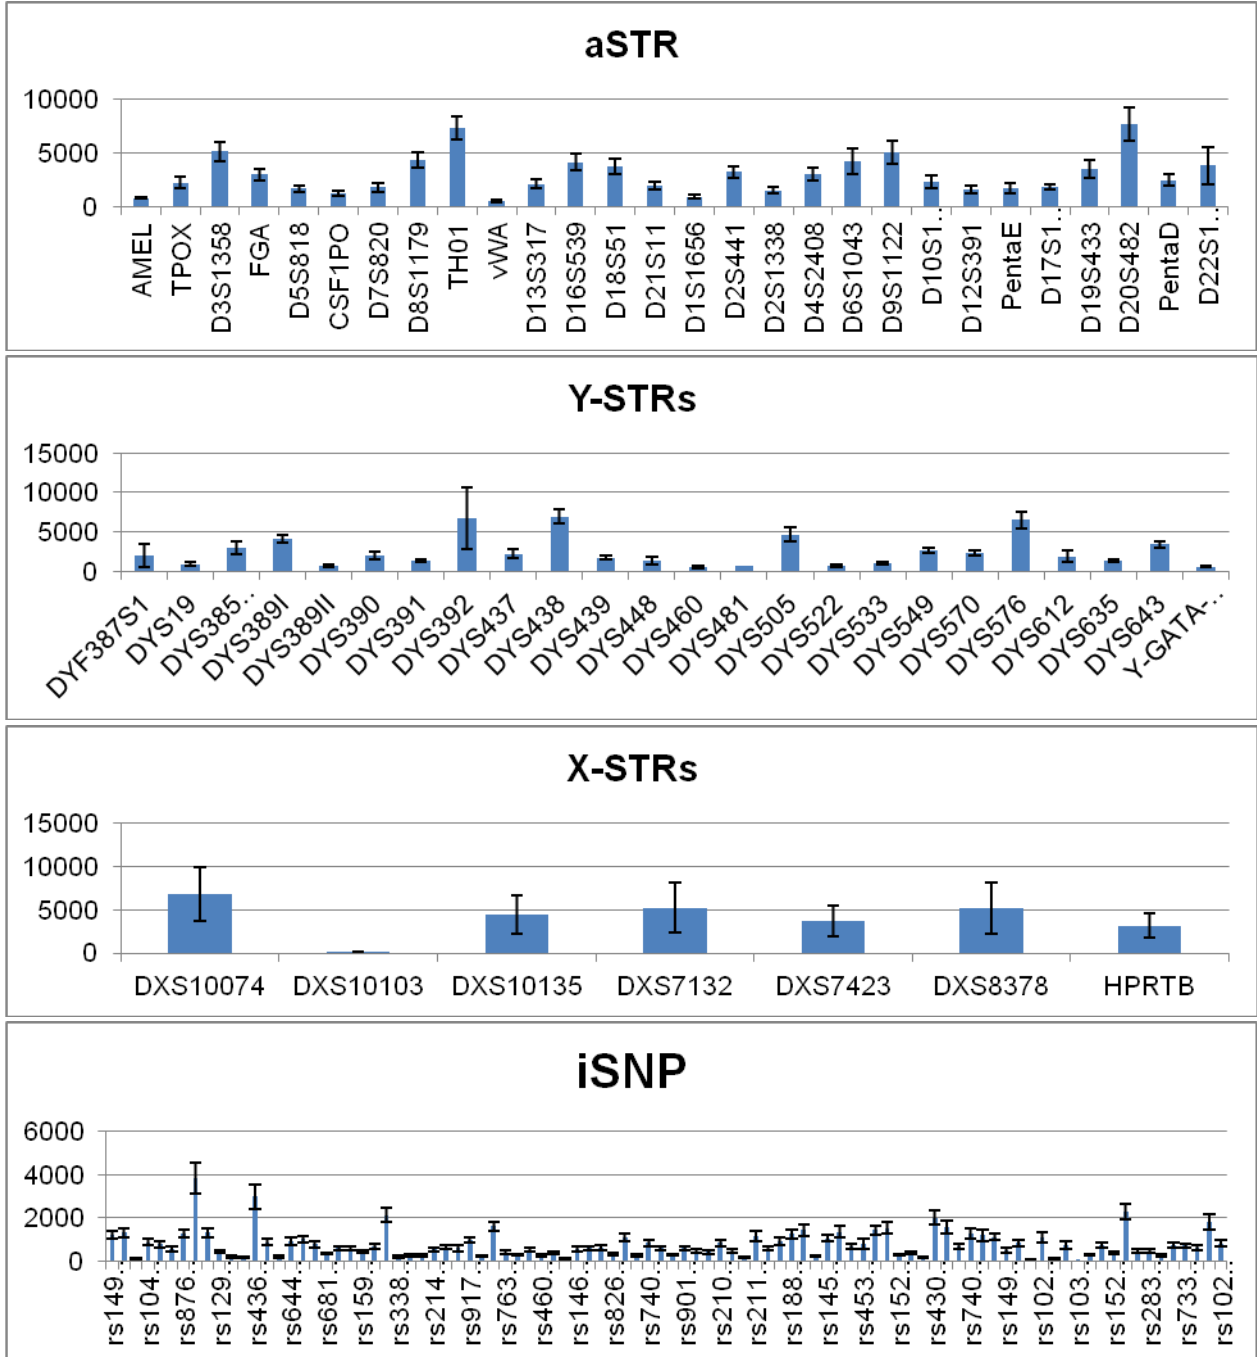 aSTR
10000
5000
0
AMEL
TPOX
D3S1358
FGA
D5S818
CSF1PO
D7S820
D8S1179
TH01
vWA
D13S317
D16S539
D18S51
D21S11
D1S1656
D2S441
D2S1338
D4S2408
D6S1043
D9S1122
D10S1..
D12S391
PentaE
D17S1..
D19S433
D20S482
PentaD
D22S1..
Y-STRs
15000
10000
5000
0
DYF387S1
DYS19
DYS385..
DYS389I
DYS389II
DYS390
DYS391
DYS392
DYS437
DYS438
DYS439
DYS448
DYS460
DYS481
DYS505
DYS522
DYS533
DYS549
DYS570
DYS576
DYS612
DYS635
DYS643
Y-GATA-..
X-STRs
15000
10000
5000
0
DXS10074
DXS10103
DXS10135
DXS7132
DXS7423
DXS8378
HPRTB
iSNP
6000
4000
2000
0
rs149.
rs104.
rs876.
rs129.
rs436.
rs644.
rs681.
rs159.
rs338.
rs214.
rs917.
rs763.
rs460.
rs146.
rs826.
rs740.
rs901.
rs210.
rs211.
rs188.
rs145.
rs453.
rs152.
rs430.
rs740.
rs149.
rs102.
rs103.
rs152.
rs283.
rs733.
rs102.